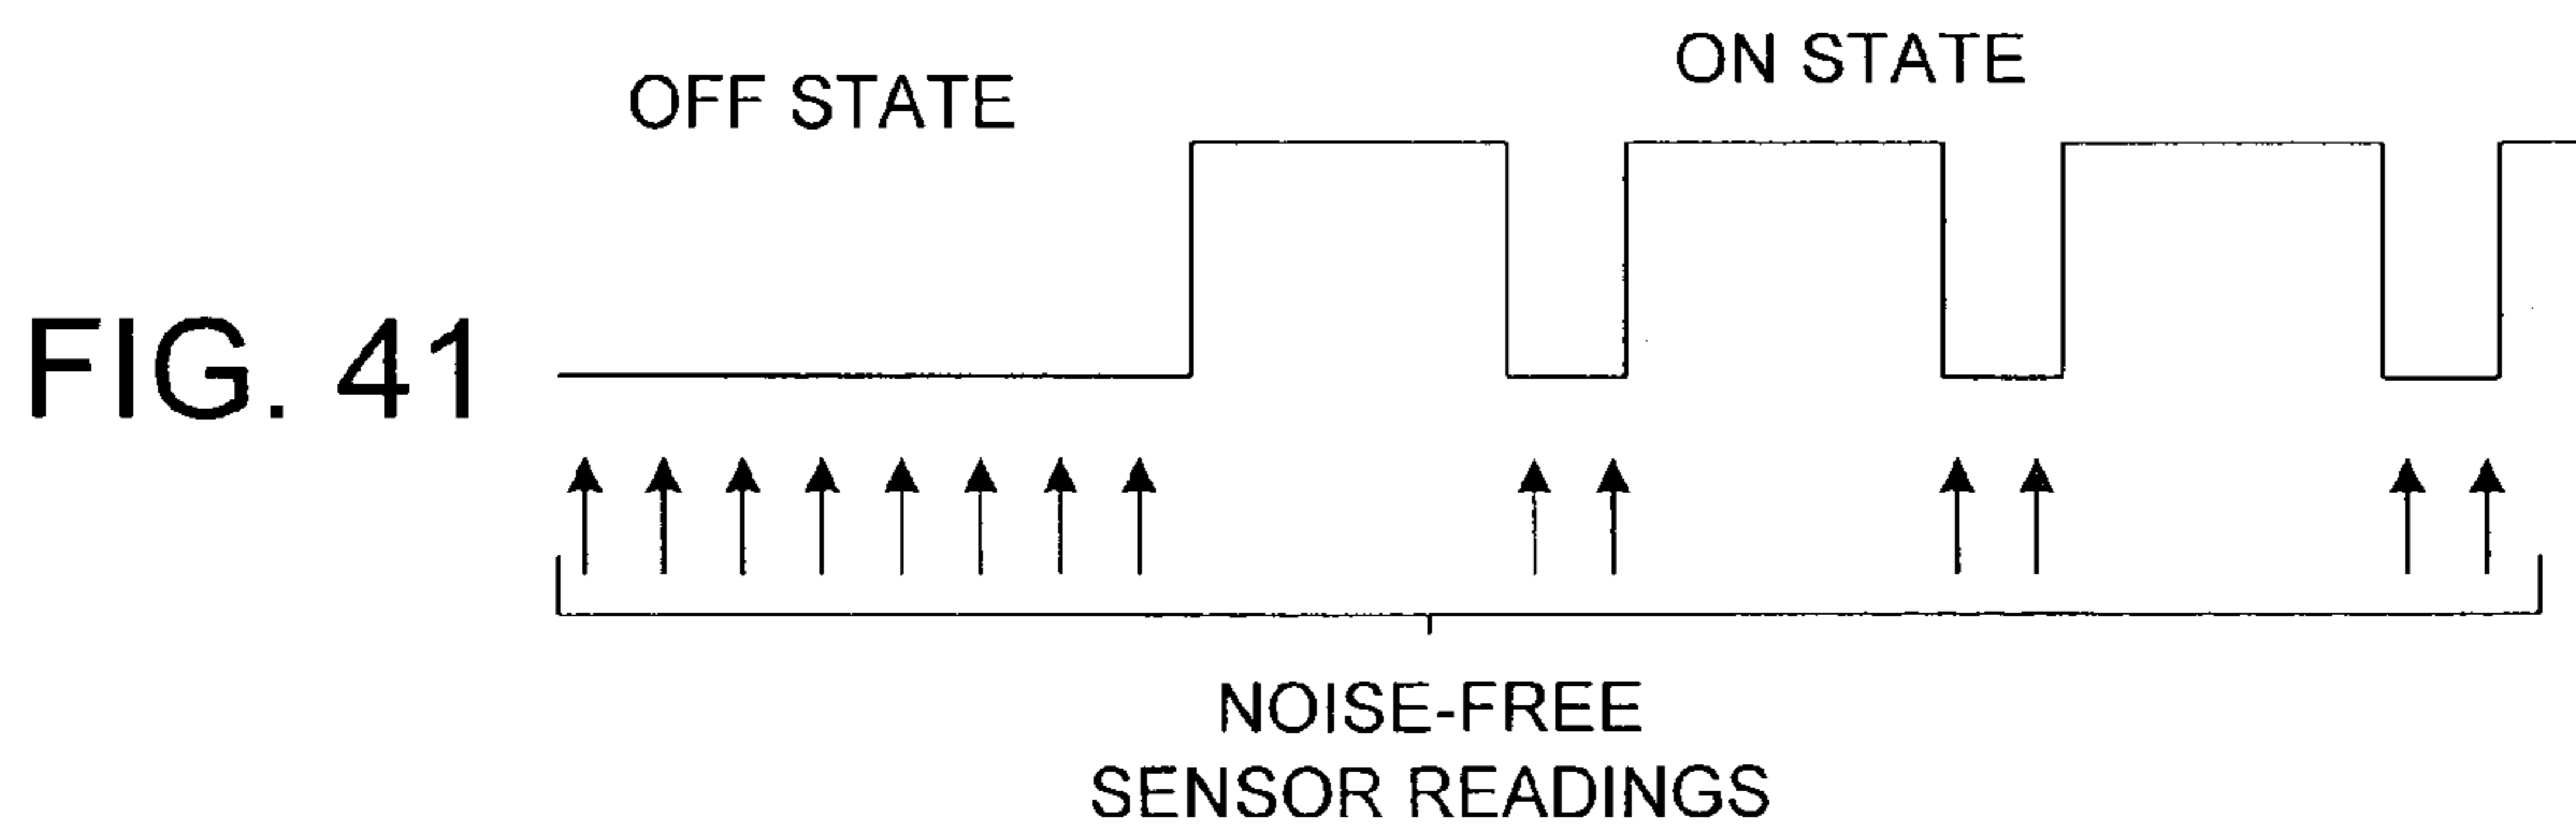 OFF STATE
ON STATE
FIG. 41
NOISE-FREE
SENSOR READINGS